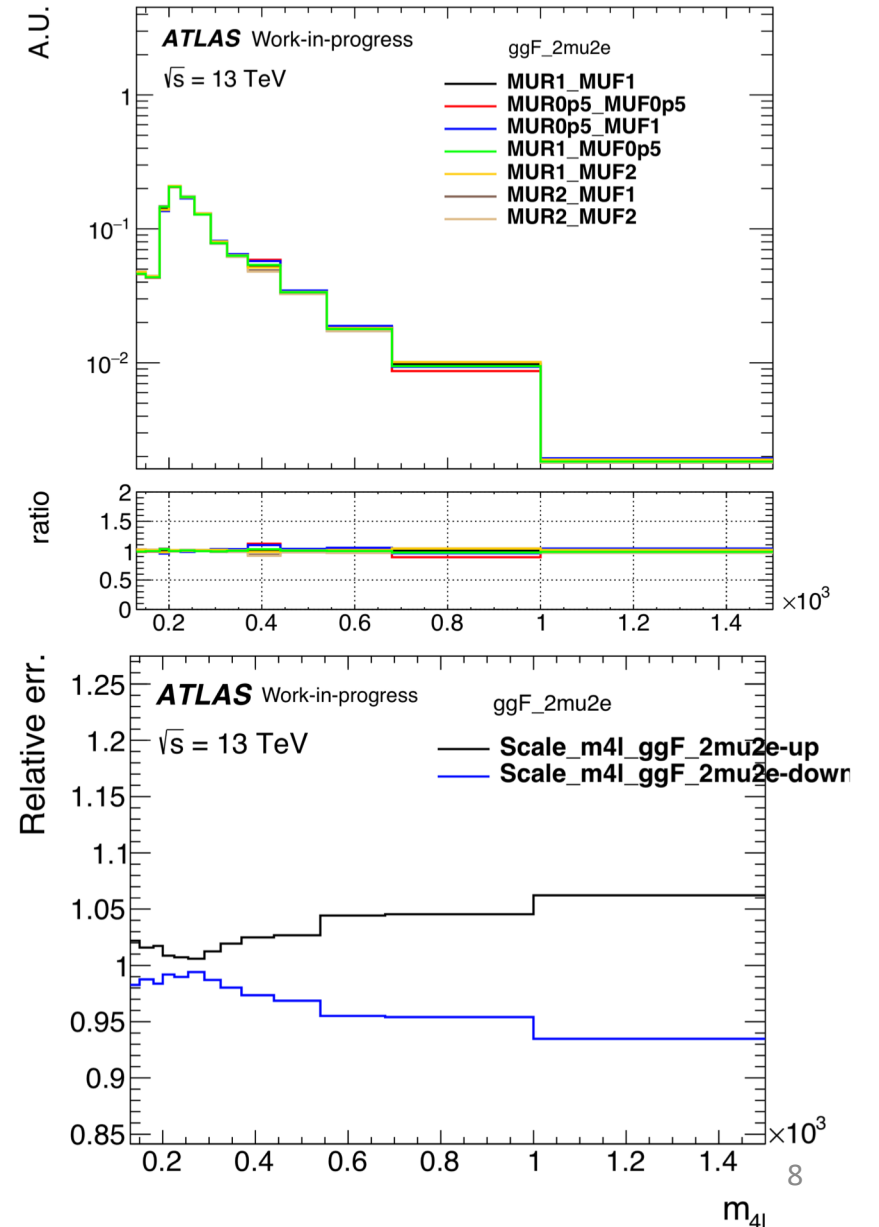 A.U.
ATLAS Work-in-progress
√s = 13 TeV
ggF_2mu2e
MUR1_MUF1
MUR0p5_MUF0p5
MUR0p5_MUF1
MUR1_MUF0p5
MUR1_MUF2
MUR2_MUF1
MUR2_MUF2
1
10⁻¹
10⁻²
ratio
2
1.5
1
0.5
0
×10³
0.2 0.4 0.6 0.8 1 1.2 1.4
Relative err.
ATLAS Work-in-progress
√s = 13 TeV
ggF_2mu2e
Scale_m4l_ggF_2mu2e-up
Scale_m4l_ggF_2mu2e-down
1.25
1.2
1.15
1.1
1.05
1
0.95
0.9
0.85
×10³
0.2 0.4 0.6 0.8 1 1.2 1.4
8
m4l